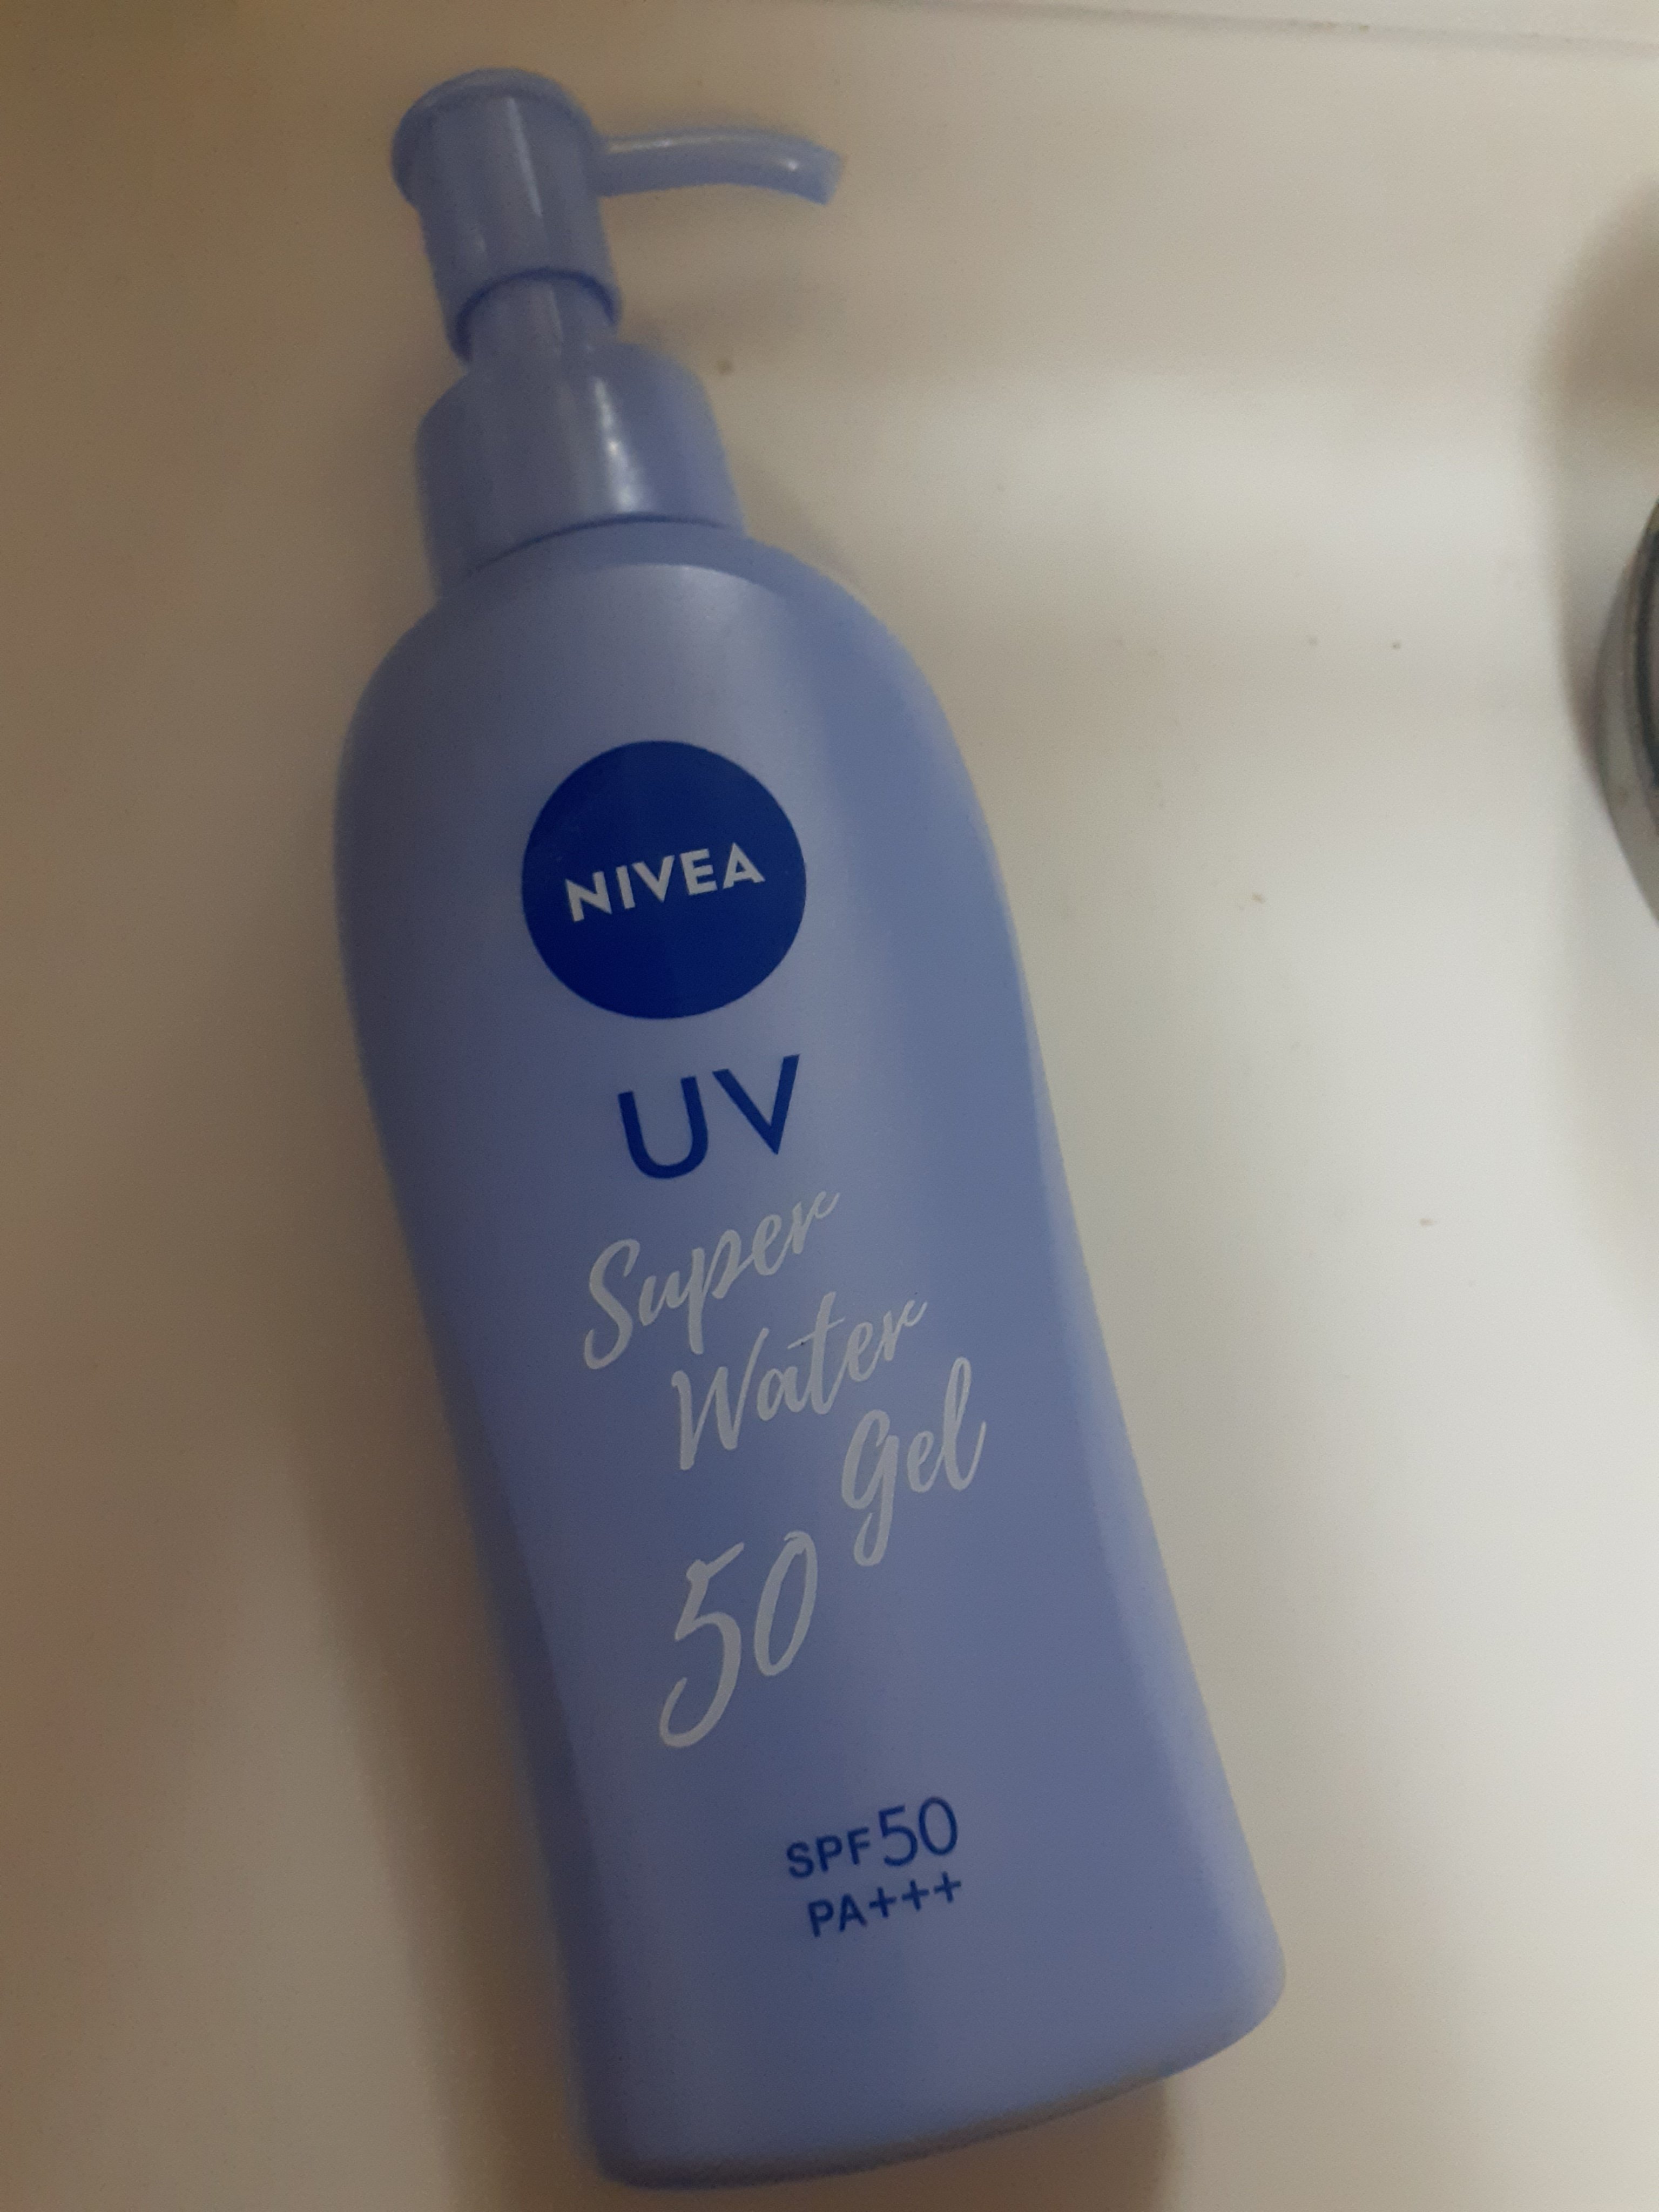 NIVEA
UV
Super
Water
Gel
50
SPF50
PA+++